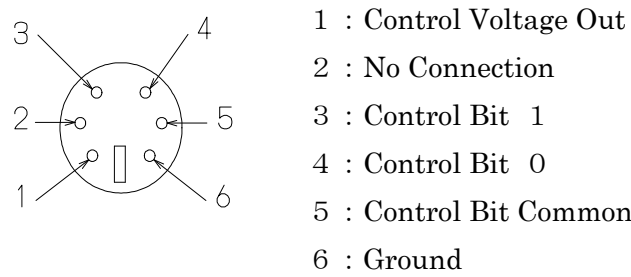 3
4
2
5
1
6
１：Control Voltage Out
２：No Connection
３：Control Bit １
４：Control Bit ０
５：Control Bit Common
６：Ground